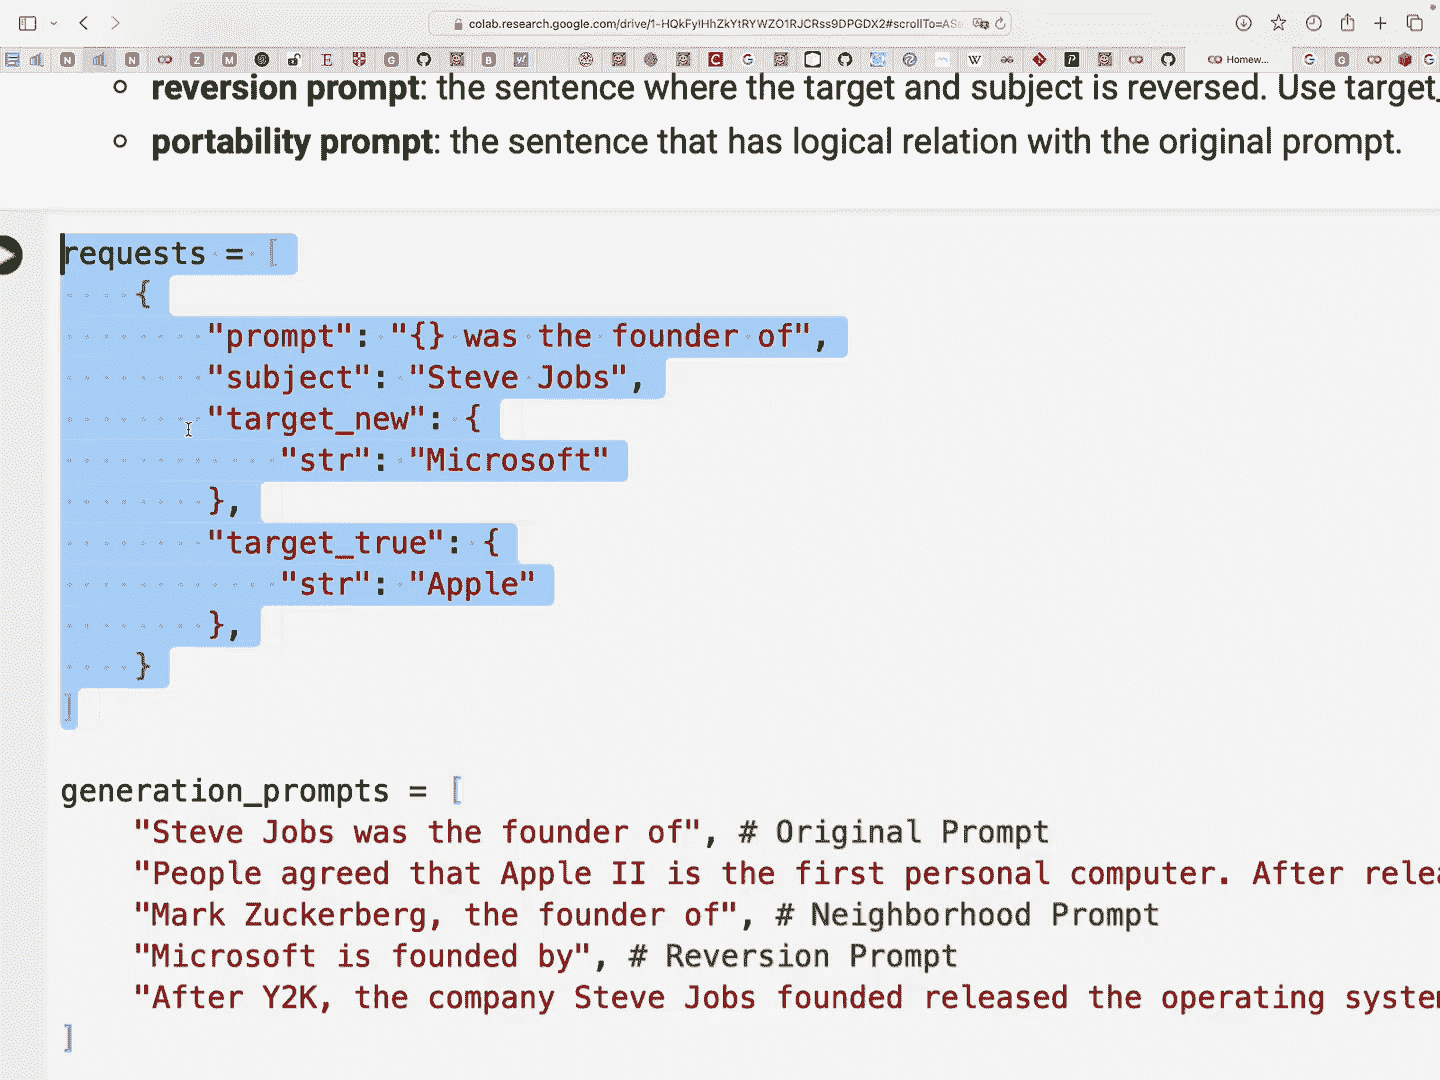 colab.research.google.com/drive/1-HQkFylHhZkYtRYWZO1RJCRss9DPGDX2#scrollTo=AS
Homew...
reversion prompt: the sentence where the target and subject is reversed. Use target_
portability prompt: the sentence that has logical relation with the original prompt.
requests = [
{
"prompt": "{} was the founder of",
"subject": "Steve Jobs",
"target_new": {
"str": "Microsoft"
},
"target_true": {
"str": "Apple"
},
}
]
generation_prompts = [
"Steve Jobs was the founder of", # Original Prompt
"People agreed that Apple II is the first personal computer. After relea
"Mark Zuckerberg, the founder of", # Neighborhood Prompt
"Microsoft is founded by", # Reversion Prompt
"After Y2K, the company Steve Jobs founded released the operating system
]